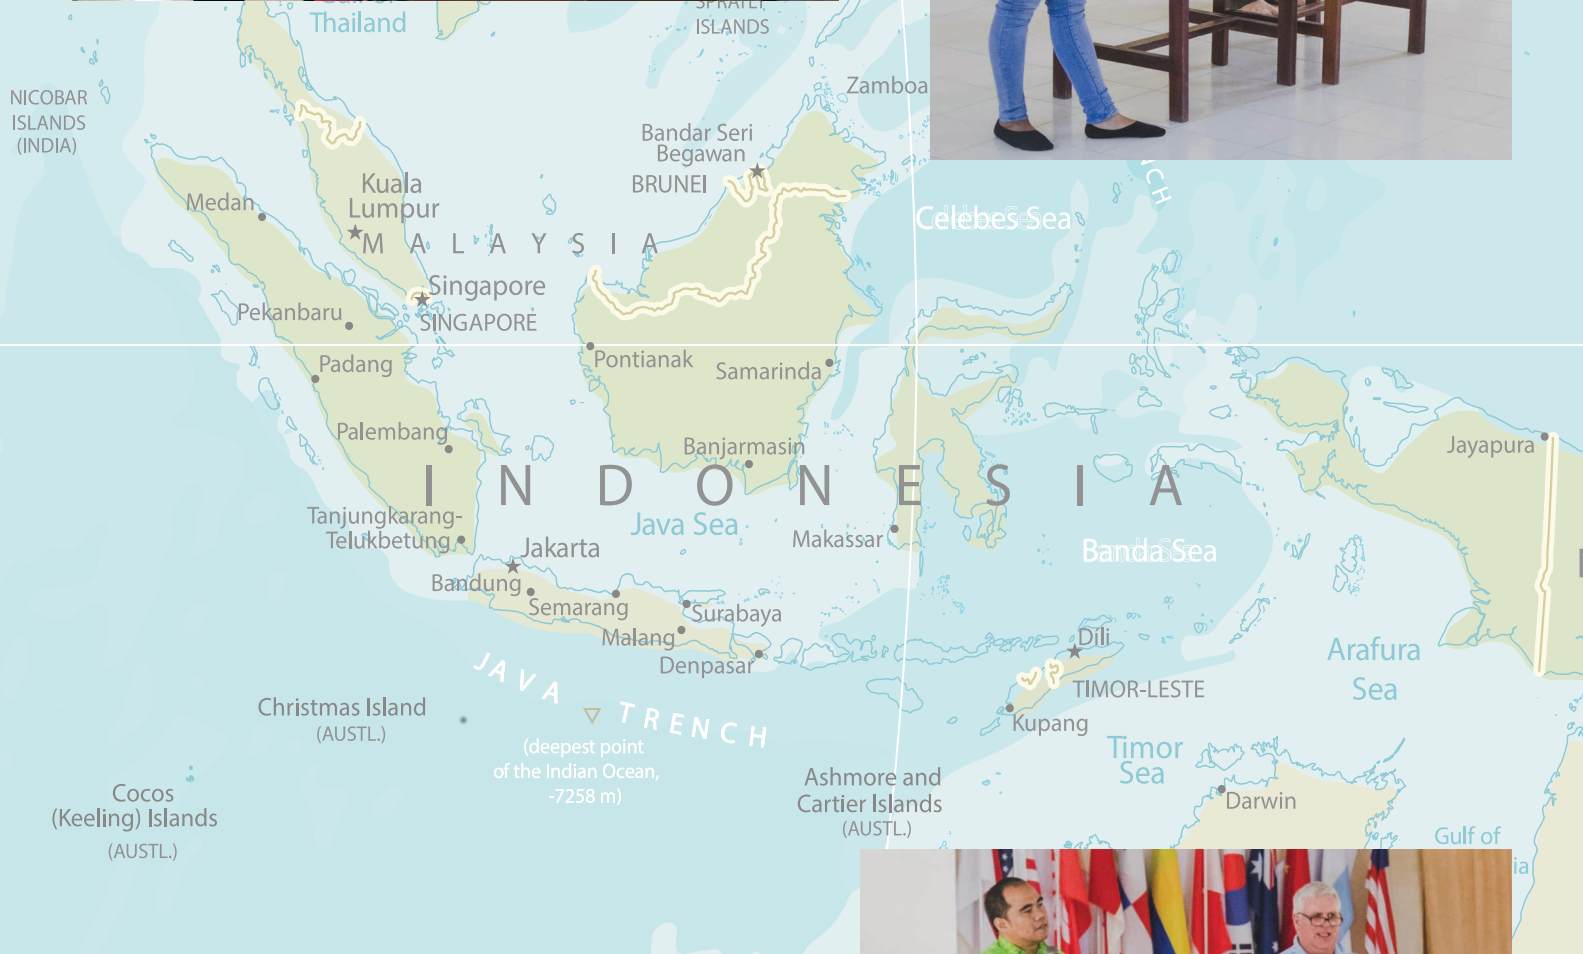 Thailand
ISLANDS
NICOBAR
ISLANDS
(INDIA)
Zamboa
Bandar Seri
Begawan
BRUNEI
Kuala
Lumpur
Medan
MALAYSIA
Celebes Sea
Singapore
SINGAPORE
Pekanbaru
Padang
Pontianak
Samarinda
Palembang
Banjarmasin
Jayapura
INDONESIA
Tanjungkarang-
Telukbetung
Java Sea
Makassar
Banda Sea
Jakarta
Bandung
Semarang
Surabaya
Malang
Denpasar
Díli
TIMOR-LESTE
Kupang
Arafura
Sea
JAVA TRENCH
(deepest point
of the Indian Ocean,
-7258 m)
Christmas Island
(AUSTL.)
Timor
Sea
Cocos
(Keeling) Islands
(AUSTL.)
Ashmore and
Cartier Islands
(AUSTL.)
Darwin
Gulf of